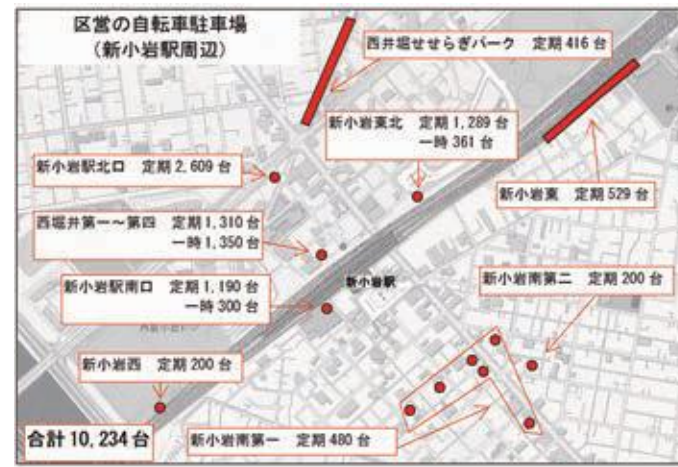 区営の自転車駐車場
（新小岩駅周辺）
西井堀せせらぎパーク 定期 416 台
新小岩東北 定期 1,289 台
一時 361 台
新小岩駅北口 定期 2,609 台
新小岩東 定期 529 台
西堀井第一～第四 定期 1,310 台
一時 1,350 台
新小岩駅南口 定期 1,190 台
一時 300 台
新小岩駅
新小岩南第二 定期 200 台
新小岩西 定期 200 台
合計 10,234 台
新小岩南第一 定期 480 台